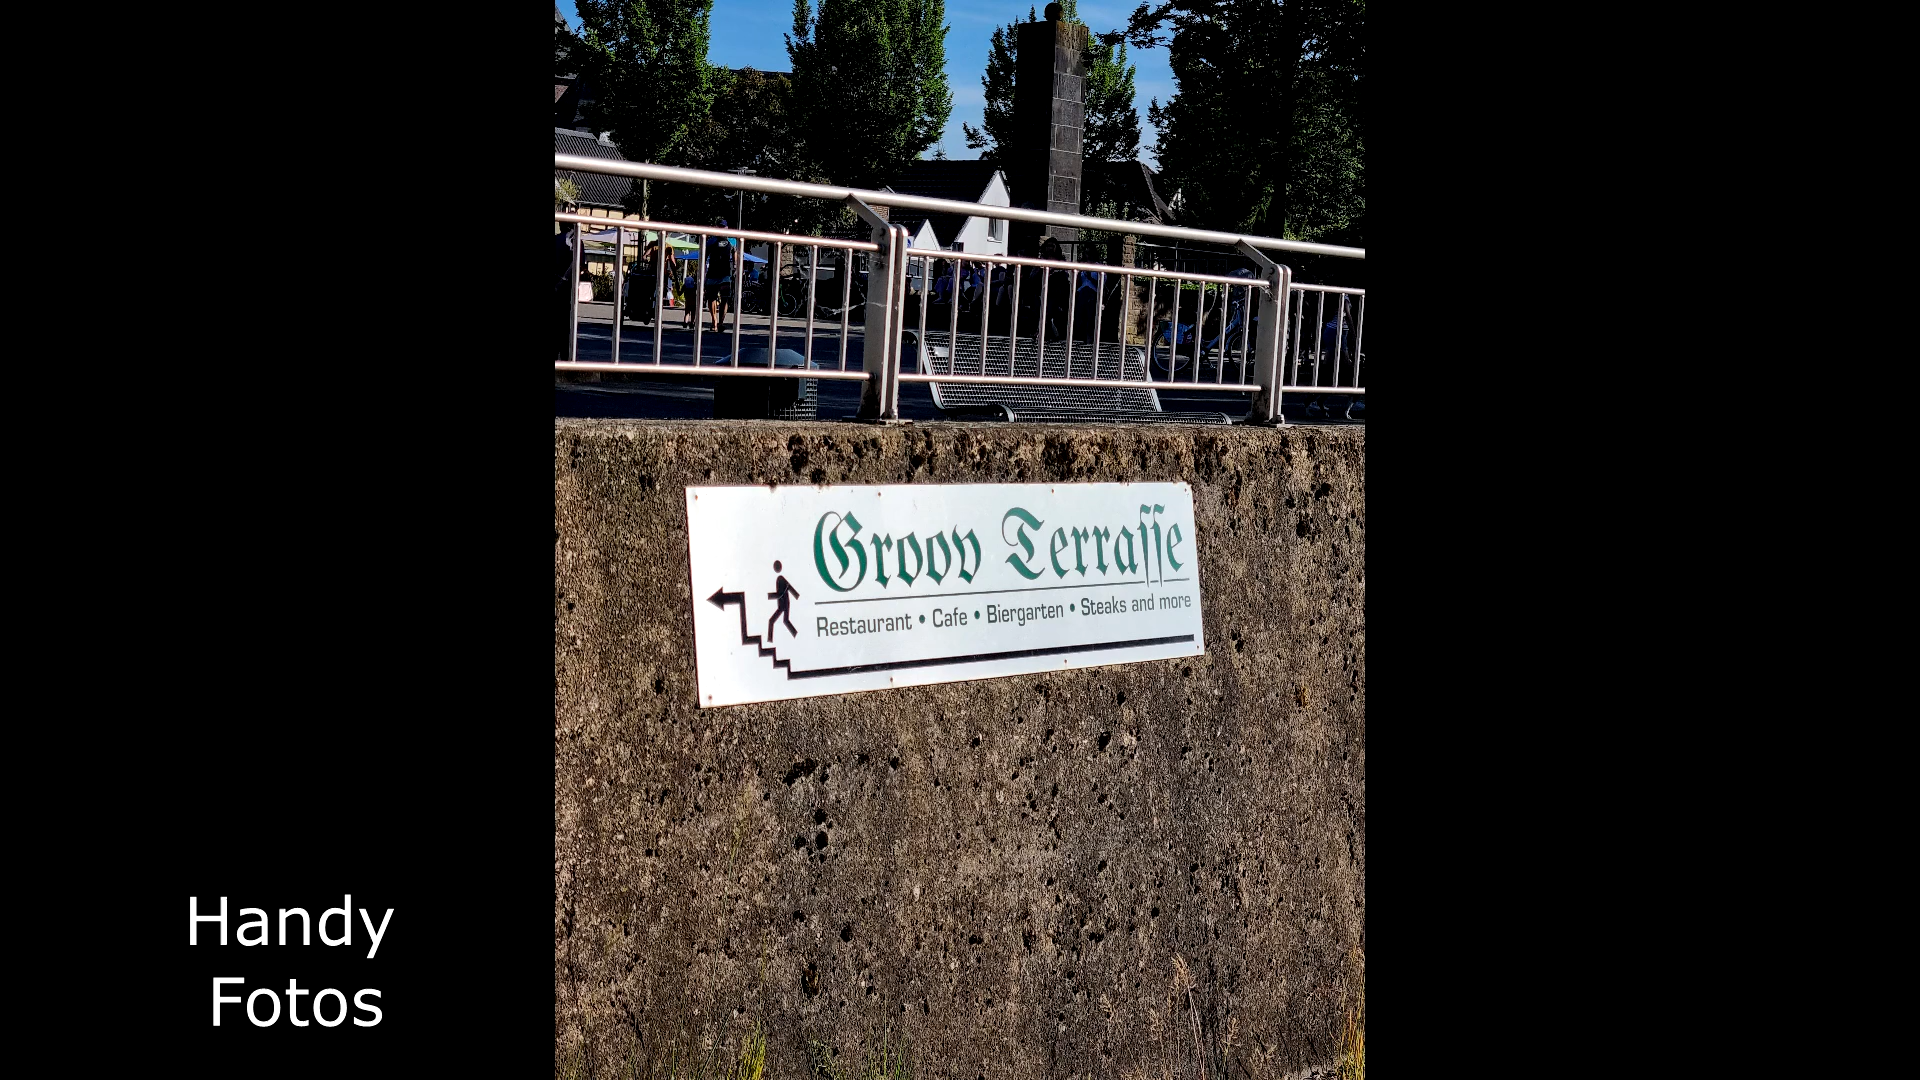 Groov Terraſſe
Restaurant • Cafe • Biergarten • Steaks and more
Handy
Fotos